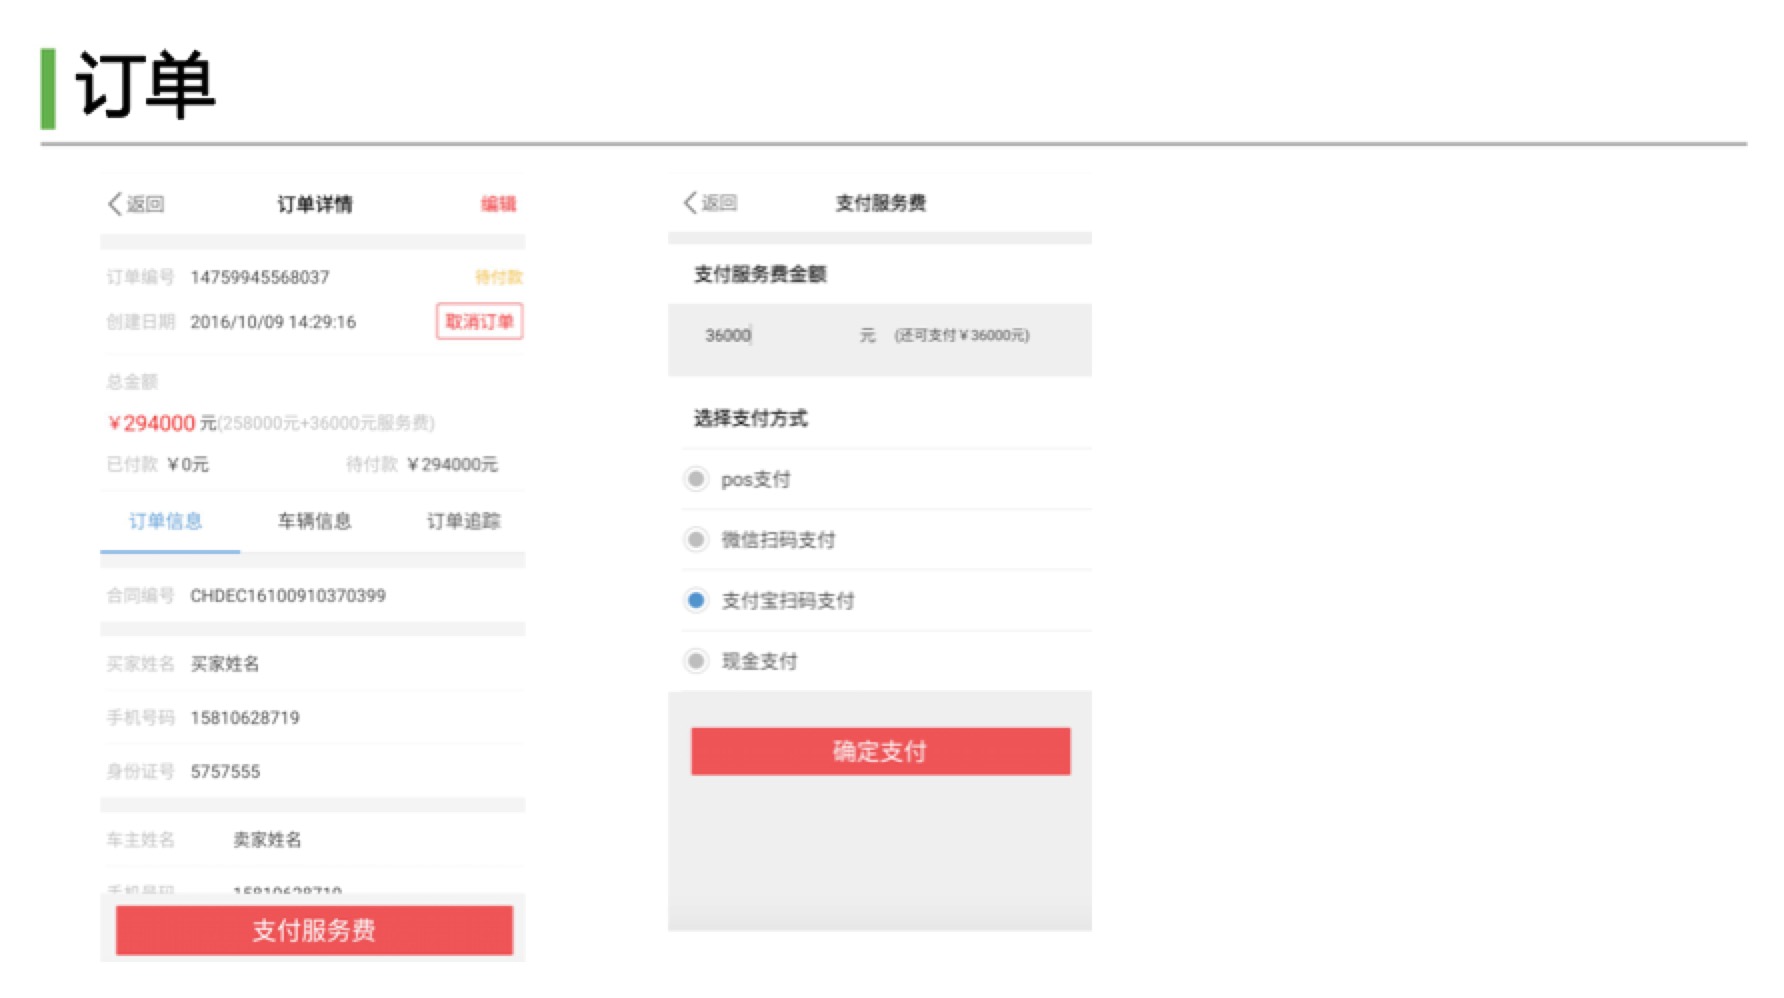 订单
返回 订单详情 编辑
订单编号 14759945568037 待付款
创建日期 2016/10/09 14:29:16 取消订单
总金额
￥294000 元(258000元+36000元服务费)
已付款 ￥0元 待付款 ￥294000元
订单信息 车辆信息 订单追踪
合同编号 CHDEC16100910370399
买家姓名 买家姓名
手机号码 15810628719
身份证号 5757555
车主姓名 卖家姓名
手机号码 15810628719
支付服务费
返回 支付服务费
支付服务费金额
36000 元 (还可支付￥36000元)
选择支付方式
pos支付
微信扫码支付
支付宝扫码支付
现金支付
确定支付